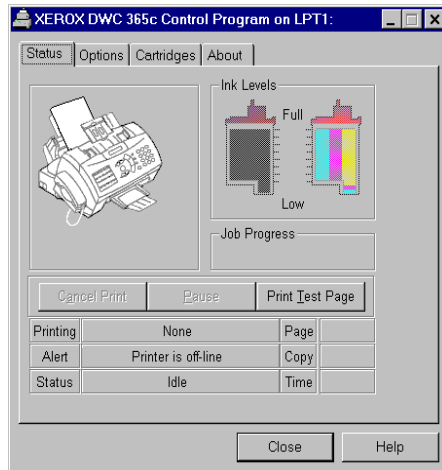 XEROX DWC 365c Control Program on LPT1:
Status Options Cartridges About
Ink Levels
Full
Low
Job Progress
Cancel Print Pause Print Test Page
Printing None Page
Alert Printer is off-line Copy
Status Idle Time
Close Help